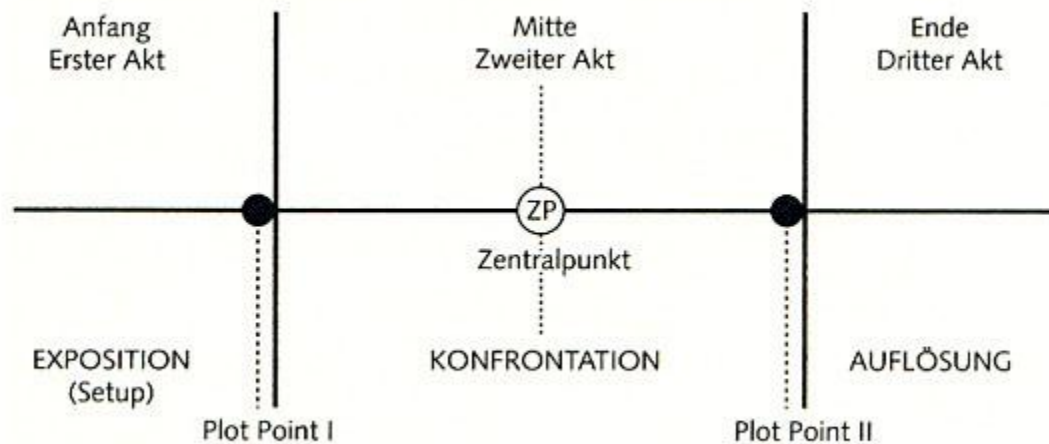 Anfang
Erster Akt
Mitte
Zweiter Akt
Ende
Dritter Akt
ZP
Zentralpunkt
EXPOSITION
(Setup)
KONFRONTATION
AUFLÖSUNG
Plot Point I
Plot Point II